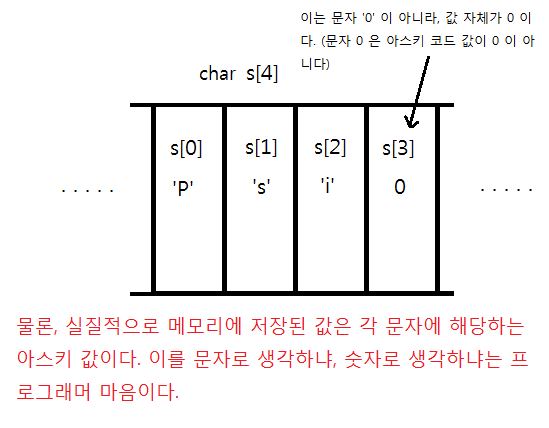 이는 문자 '0' 이 아니라, 값 자체가 0 이
다. (문자 0 은 아스키 코드 값이 0 이 아
니다)
char s[4]
s[0] s[1] s[2] s[3]
. . . . . 'P' 's' 'i' 0 . . . . .
물론, 실질적으로 메모리에 저장된 값은 각 문자에 해당하는
아스키 값이다. 이를 문자로 생각하냐, 숫자로 생각하냐는 프
로그래머 마음이다.